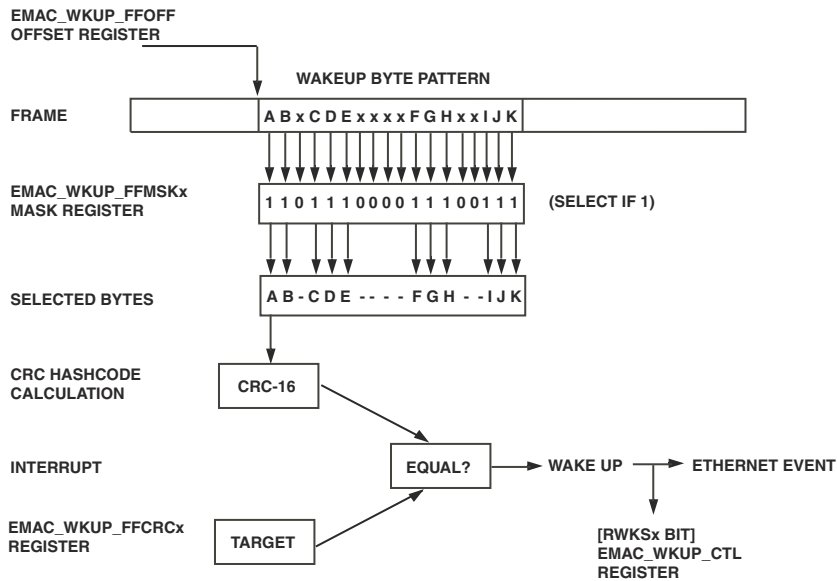 EMAC_WKUP_FFOFF
OFFSET REGISTER
WAKEUP BYTE PATTERN
FRAME
A B x C D E x x x x F G H x x I J K
EMAC_WKUP_FFMSKx
MASK REGISTER
1 1 0 1 1 1 0 0 0 0 1 1 1 0 0 1 1 1
(SELECT IF 1)
SELECTED BYTES
A B - C D E - - - - F G H - - I J K
CRC HASHCODE
CALCULATION
CRC-16
INTERRUPT
EQUAL?
WAKE UP
ETHERNET EVENT
EMAC_WKUP_FFCRCx
REGISTER
TARGET
[RWKSx BIT]
EMAC_WKUP_CTL
REGISTER